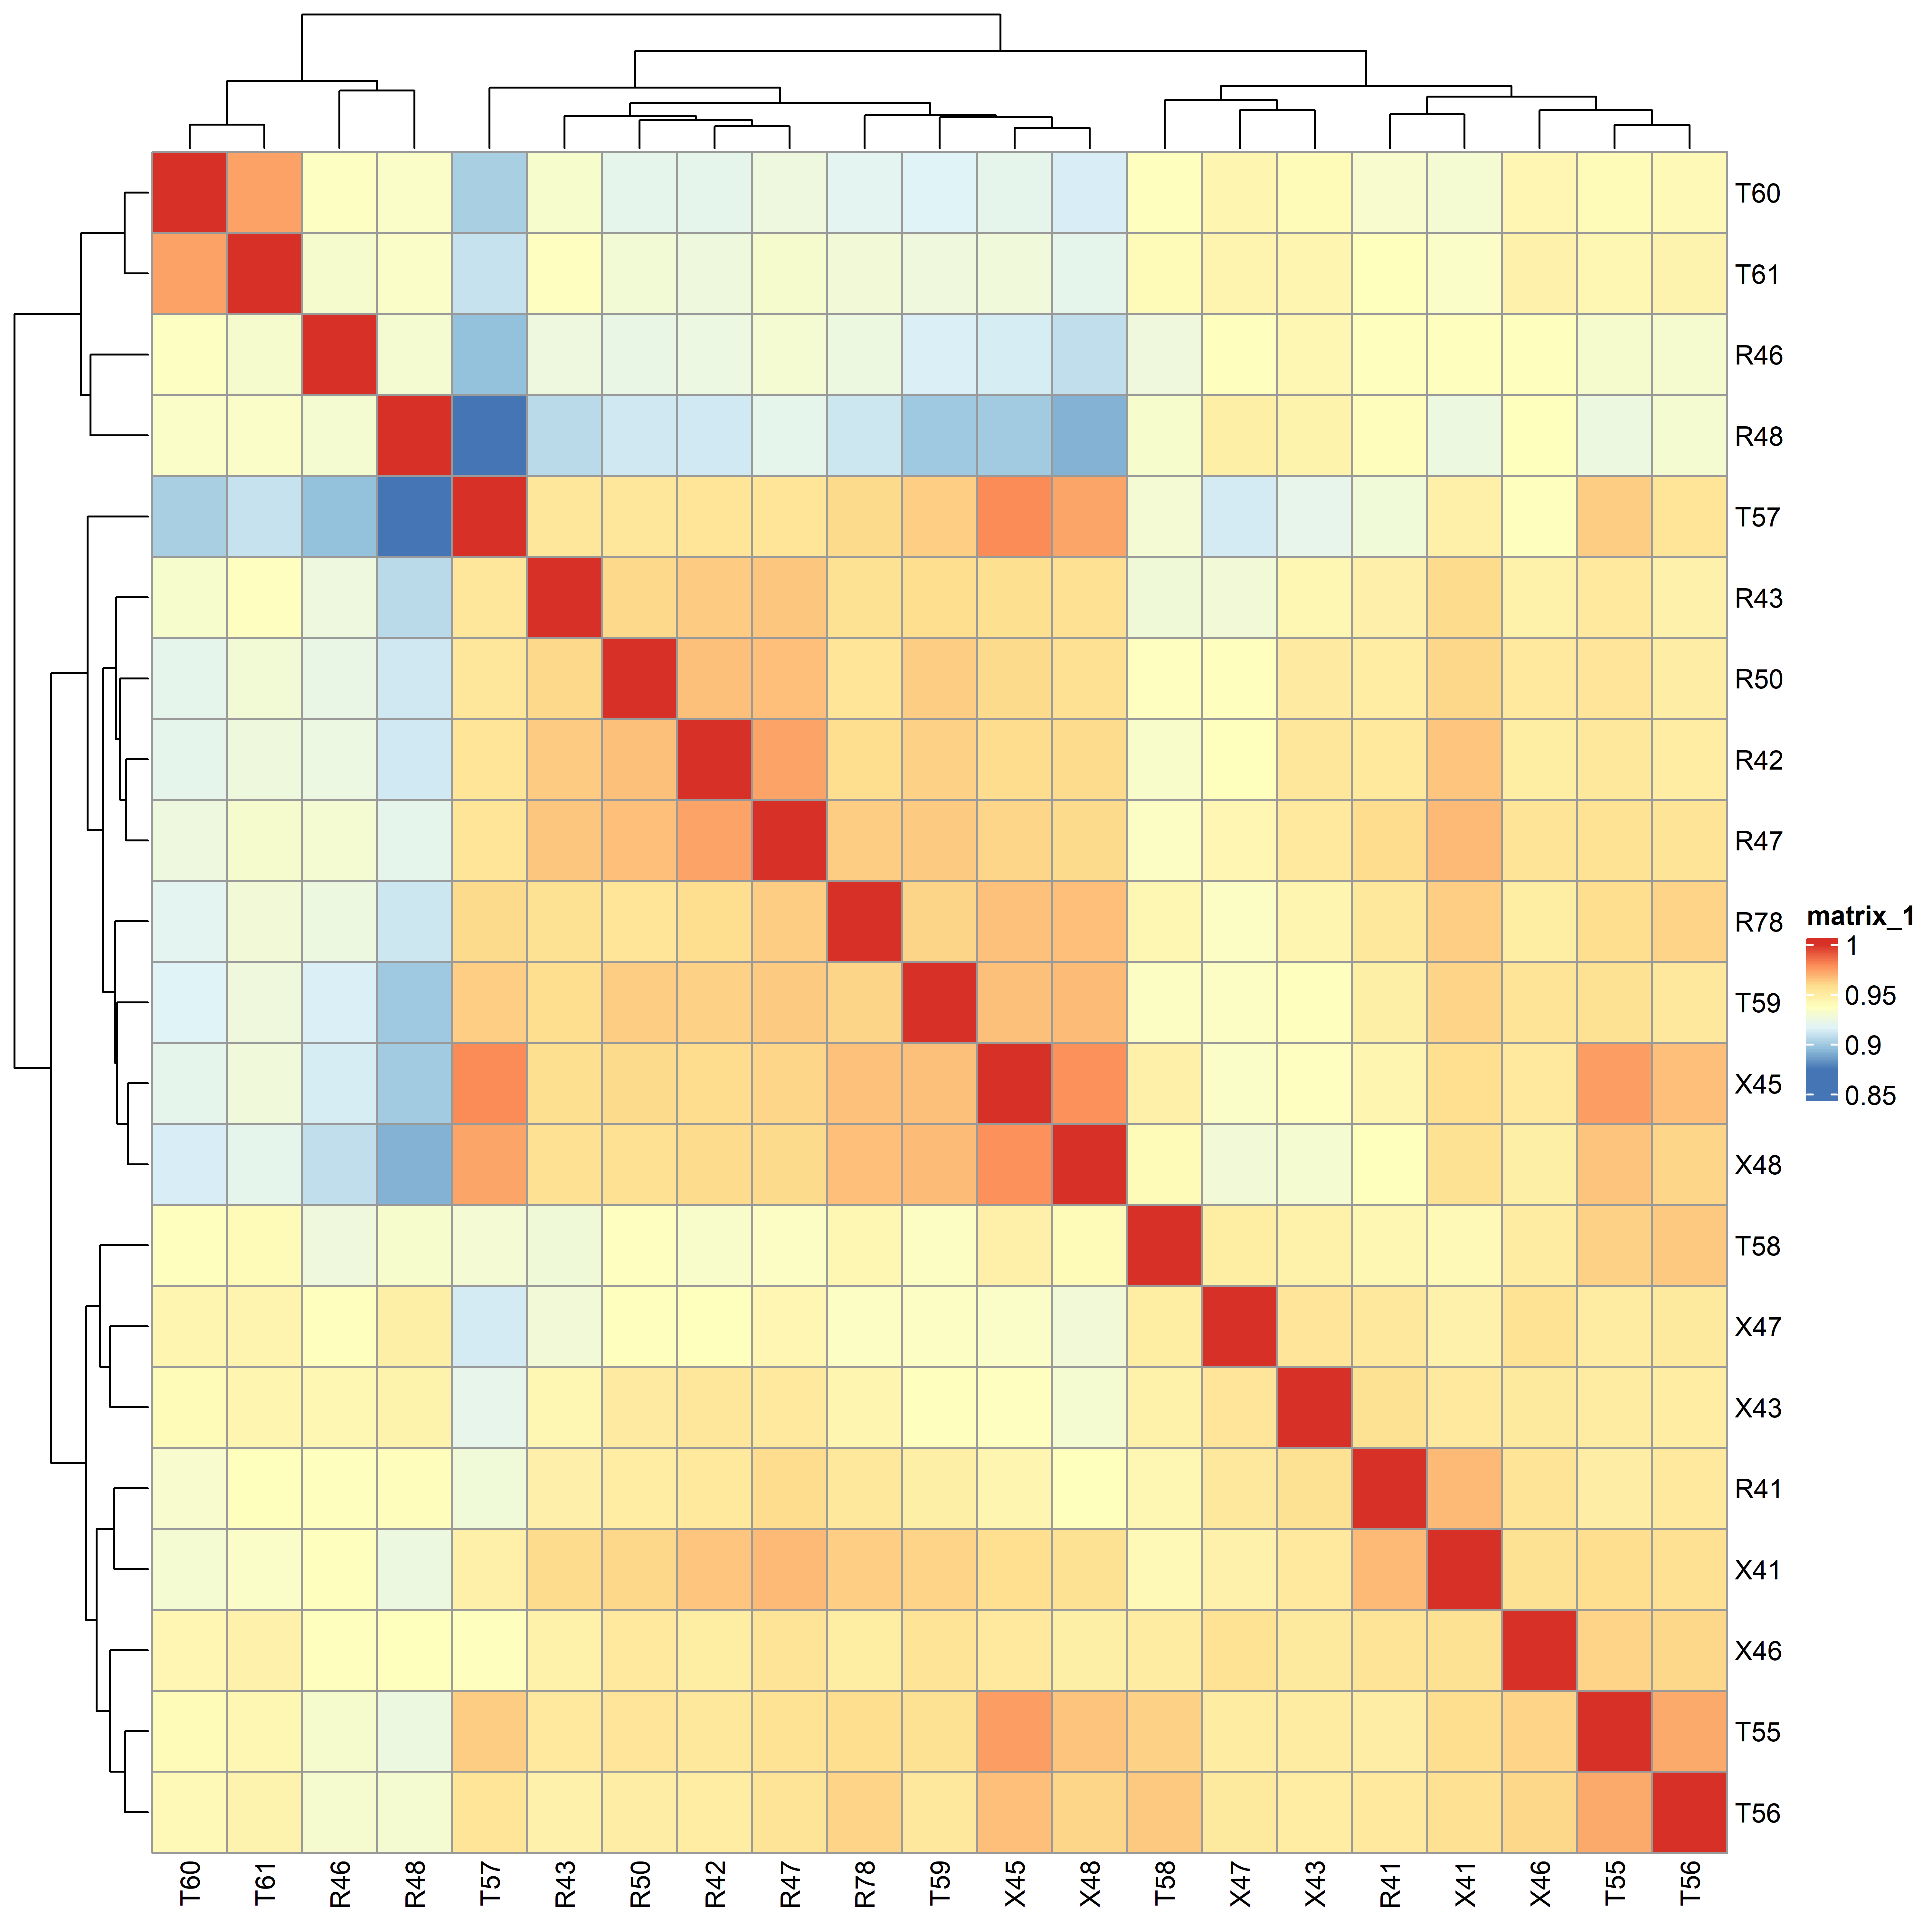 T60
T61
R46
R48
T57
R43
R50
R42
R47
R78
T59
X45
X48
T58
X47
X43
R41
X41
X46
T55
T56
matrix_1
1
0.95
0.9
0.85
T60 T61 R46 R48 T57 R43 R50 R42 R47 R78 T59 X45 X48 T58 X47 X43 R41 X41 X46 T55 T56